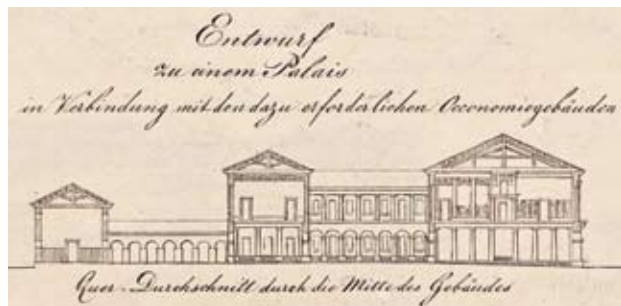 Entwurf
zu einem Palais
in Verbindung mit den dazu erforderlichen Oeconomiegebäuden
Quer-Durchschnitt durch die Mitte des Gebäudes